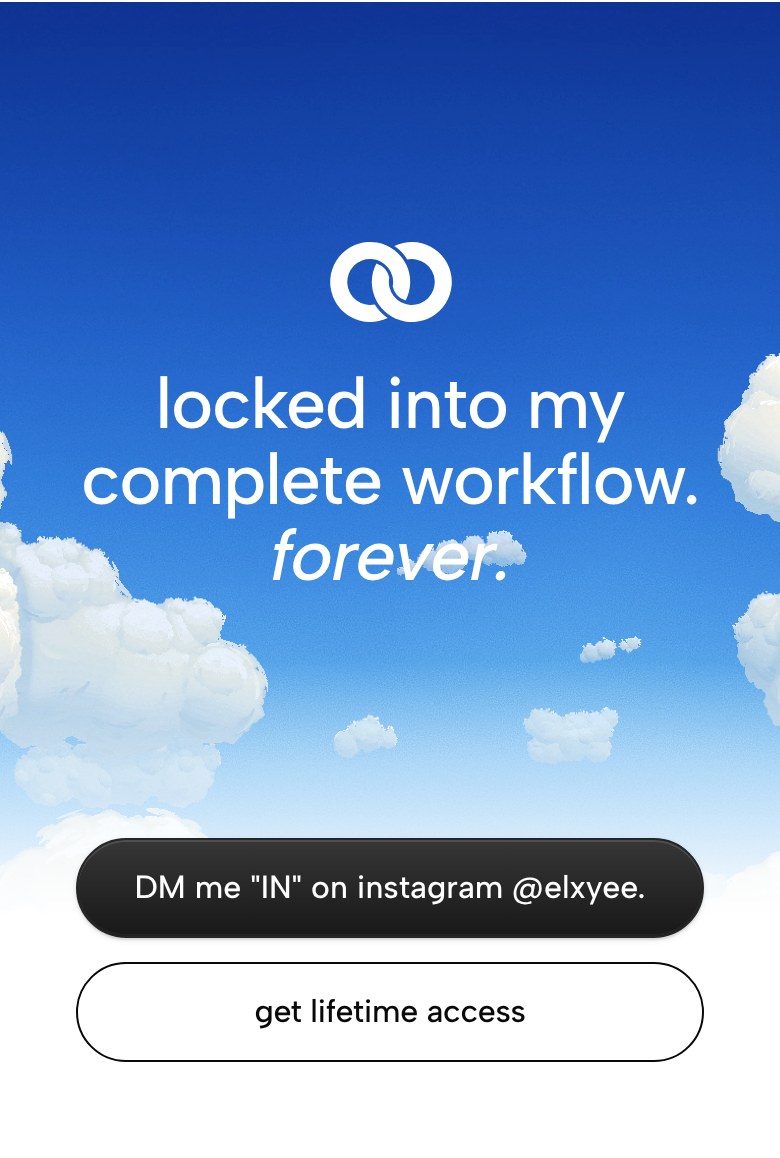 locked into my
complete workflow.
forever.
DM me "IN" on instagram @elxyee.
get lifetime access